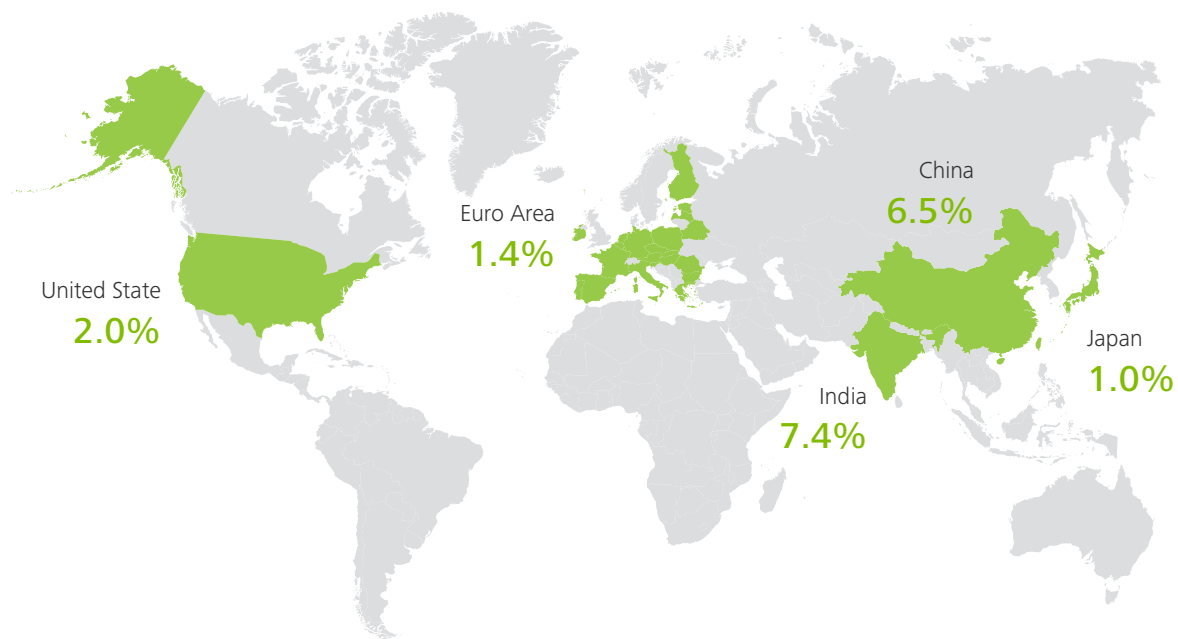 United State
2.0%
Euro Area
1.4%
China
6.5%
India
7.4%
Japan
1.0%